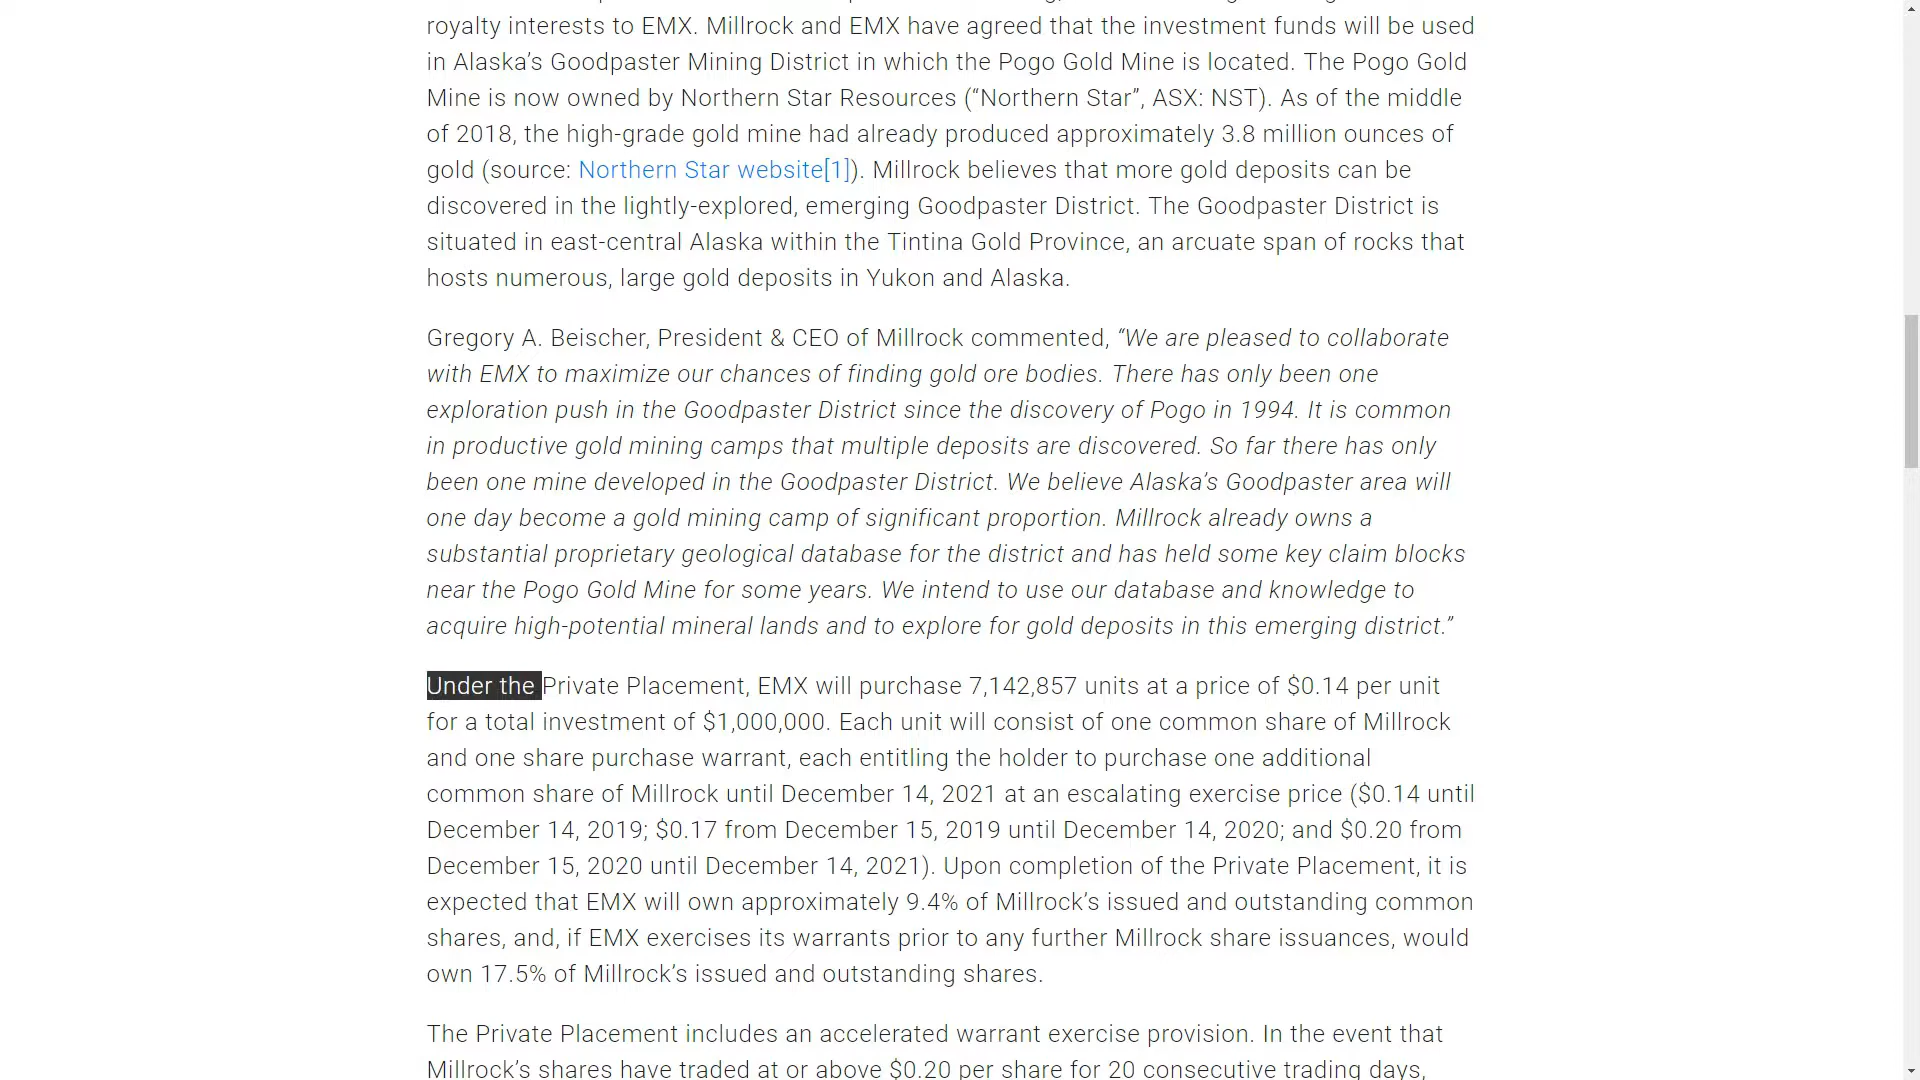 royalty interests to EMX. Millrock and EMX have agreed that the investment funds will be used
in Alaska’s Goodpaster Mining District in which the Pogo Gold Mine is located. The Pogo Gold
Mine is now owned by Northern Star Resources (“Northern Star”, ASX: NST). As of the middle
of 2018, the high-grade gold mine had already produced approximately 3.8 million ounces of
gold (source: Northern Star website[1]). Millrock believes that more gold deposits can be
discovered in the lightly-explored, emerging Goodpaster District. The Goodpaster District is
situated in east-central Alaska within the Tintina Gold Province, an arcuate span of rocks that
hosts numerous, large gold deposits in Yukon and Alaska.
Gregory A. Beischer, President & CEO of Millrock commented, “We are pleased to collaborate
with EMX to maximize our chances of finding gold ore bodies. There has only been one
exploration push in the Goodpaster District since the discovery of Pogo in 1994. It is common
in productive gold mining camps that multiple deposits are discovered. So far there has only
been one mine developed in the Goodpaster District. We believe Alaska’s Goodpaster area will
one day become a gold mining camp of significant proportion. Millrock already owns a
substantial proprietary geological database for the district and has held some key claim blocks
near the Pogo Gold Mine for some years. We intend to use our database and knowledge to
acquire high-potential mineral lands and to explore for gold deposits in this emerging district.”
Under the Private Placement, EMX will purchase 7,142,857 units at a price of $0.14 per unit
for a total investment of $1,000,000. Each unit will consist of one common share of Millrock
and one share purchase warrant, each entitling the holder to purchase one additional
common share of Millrock until December 14, 2021 at an escalating exercise price ($0.14 until
December 14, 2019; $0.17 from December 15, 2019 until December 14, 2020; and $0.20 from
December 15, 2020 until December 14, 2021). Upon completion of the Private Placement, it is
expected that EMX will own approximately 9.4% of Millrock’s issued and outstanding common
shares, and, if EMX exercises its warrants prior to any further Millrock share issuances, would
own 17.5% of Millrock’s issued and outstanding shares.
The Private Placement includes an accelerated warrant exercise provision. In the event that
Millrock’s shares have traded at or above $0.20 per share for 20 consecutive trading days,